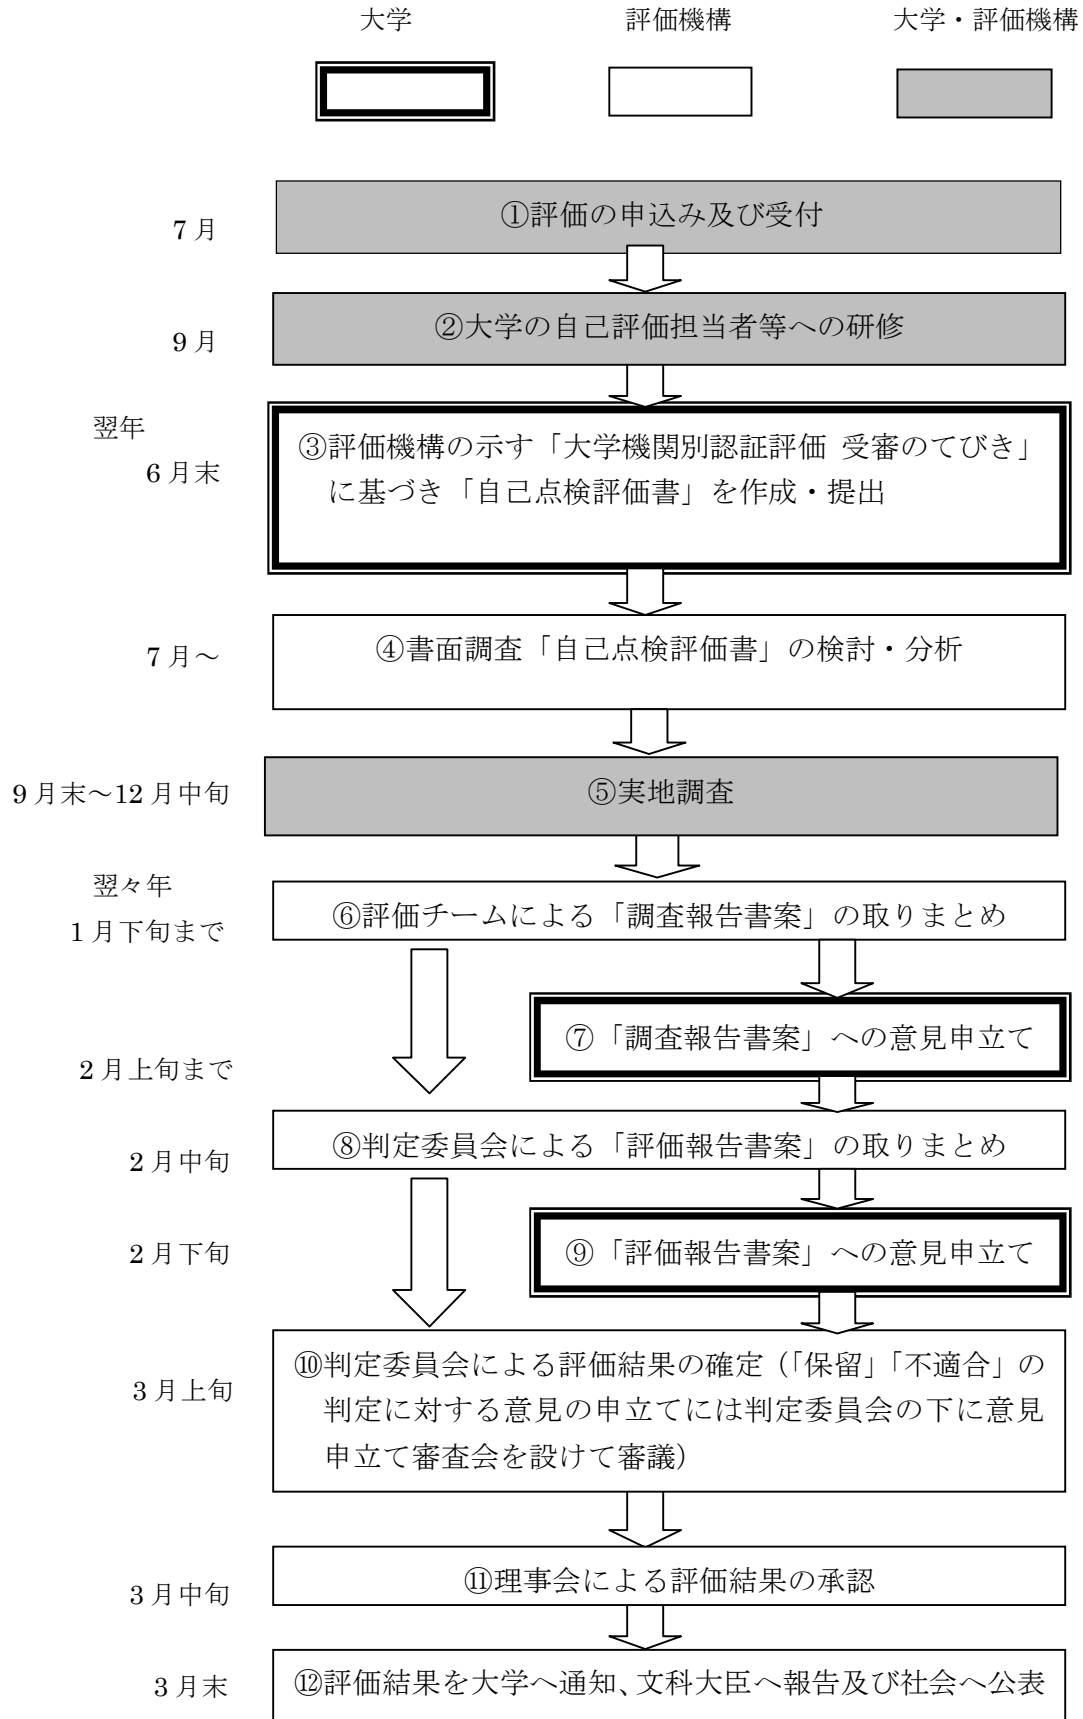 大学
評価機構
大学・評価機構
7月
①評価の申込み及び受付
9月
②大学の自己評価担当者等への研修
翌年
6月末
③評価機構の示す「大学機関別認証評価 受審のてびき」
に基づき「自己点検評価書」を作成・提出
7月～
④書面調査「自己点検評価書」の検討・分析
9月末～12月中旬
⑤実地調査
翌々年
1月下旬まで
⑥評価チームによる「調査報告書案」の取りまとめ
⑦「調査報告書案」への意見申立て
2月上旬まで
2月中旬
⑧判定委員会による「評価報告書案」の取りまとめ
2月下旬
⑨「評価報告書案」への意見申立て
3月上旬
⑩判定委員会による評価結果の確定（「保留」「不適合」の
判定に対する意見の申立てには判定委員会の下に意見
申立て審査会を設けて審議）
3月中旬
⑪理事会による評価結果の承認
3月末
⑫評価結果を大学へ通知、文科大臣へ報告及び社会へ公表